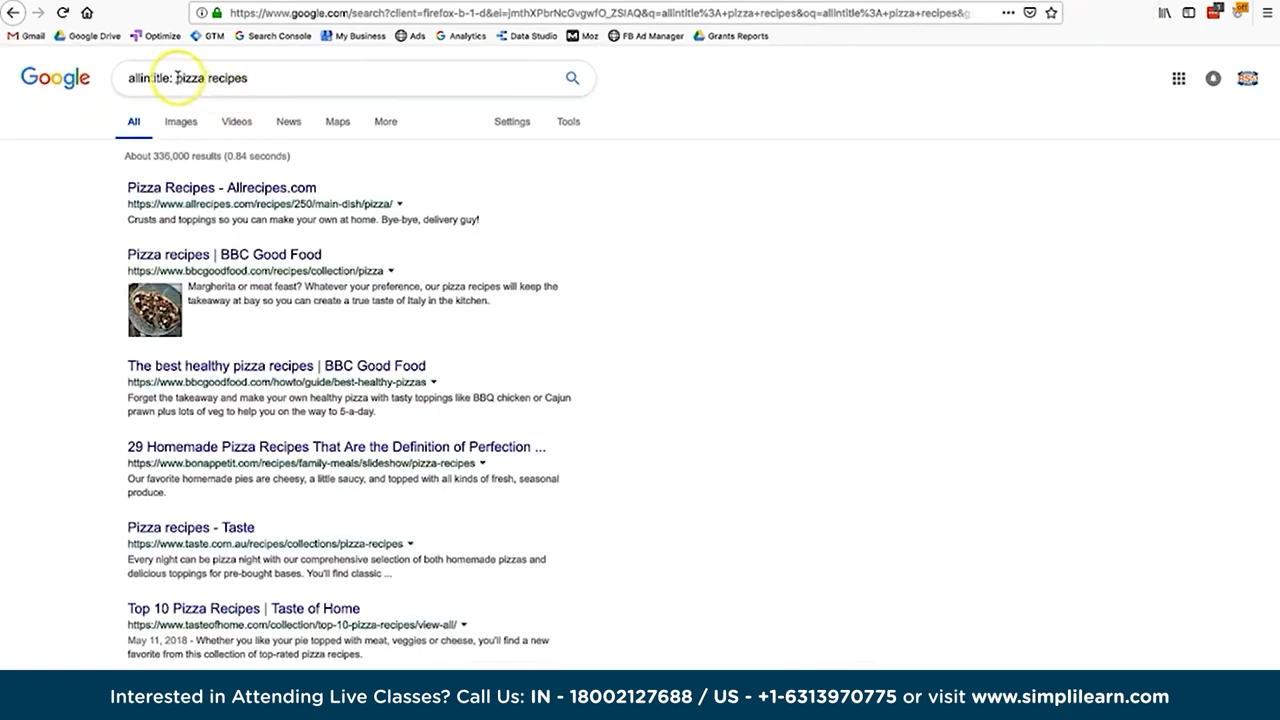 https://www.google.com/search?client=firefox-b-1-d&ei=jmthXPbrNcGvgwfO_ZSIAQ&q=allintitle%3A+pizza+recipes&oq=allintitle%3A+pizza+recipes&g
Gmail Google Drive Optimize GTM Search Console My Business Ads Analytics Data Studio Moz FB Ad Manager Grants Reports
Google allintitle: pizza recipes
All Images Videos News Maps More Settings Tools
About 336,000 results (0.84 seconds)
Pizza Recipes - Allrecipes.com
https://www.allrecipes.com/recipes/250/main-dish/pizza/
Crusts and toppings so you can make your own at home. Bye-bye, delivery guy!
Pizza recipes | BBC Good Food
https://www.bbcgoodfood.com/recipes/collection/pizza
Margherita or meat feast? Whatever your preference, our pizza recipes will keep the
takeaway at bay so you can create a true taste of Italy in the kitchen.
The best healthy pizza recipes | BBC Good Food
https://www.bbcgoodfood.com/howto/guide/best-healthy-pizzas
Forget the takeaway and make your own healthy pizza with tasty toppings like BBQ chicken or Cajun
prawn plus lots of veg to help you on the way to 5-a-day.
29 Homemade Pizza Recipes That Are the Definition of Perfection ...
https://www.bonappetit.com/recipes/family-meals/slideshow/pizza-recipes
Our favorite homemade pies are cheesy, a little saucy, and topped with all kinds of fresh, seasonal
produce.
Pizza recipes - Taste
https://www.taste.com.au/recipes/collections/pizza-recipes
Every night can be pizza night with our comprehensive selection of both homemade pizzas and
delicious toppings for pre-bought bases. You'll find classic ...
Top 10 Pizza Recipes | Taste of Home
https://www.tasteofhome.com/collection/top-10-pizza-recipes/view-all/
May 11, 2018 - Whether you like your pie topped with meat, veggies or cheese, you'll find a new
favorite from this collection of top-rated pizza recipes.
Interested in Attending Live Classes? Call Us: IN - 18002127688 / US - +1-6313970775 or visit www.simplilearn.com